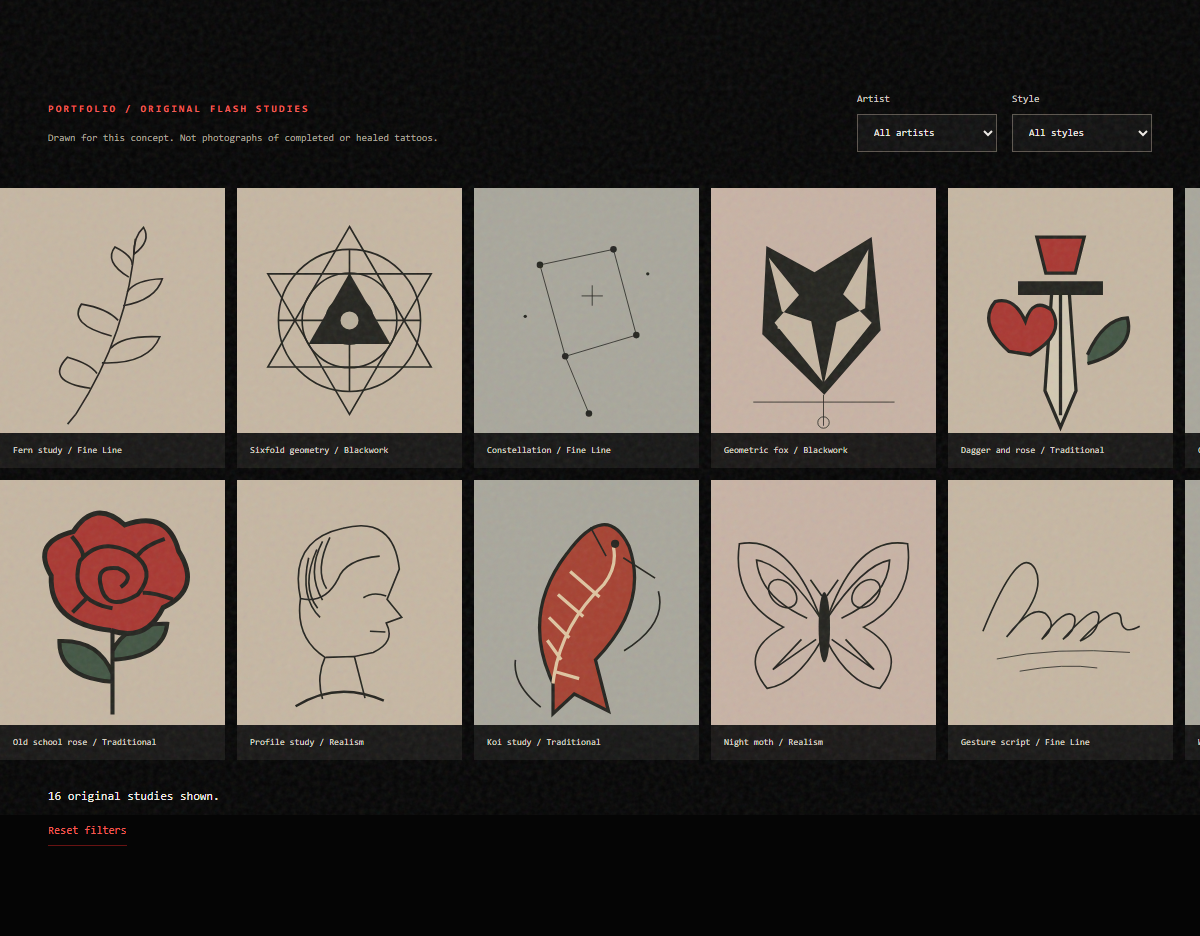 PORTFOLIO / ORIGINAL FLASH STUDIES
Drawn for this concept. Not photographs of completed or healed tattoos.
Artist
Style
All artists
All styles
Fern study / Fine Line
Sixfold geometry / Blackwork
Constellation / Fine Line
Geometric fox / Blackwork
Dagger and rose / Traditional
Old school rose / Traditional
Profile study / Realism
Koi study / Traditional
Night moth / Realism
Gesture script / Fine Line
16 original studies shown.
Reset filters